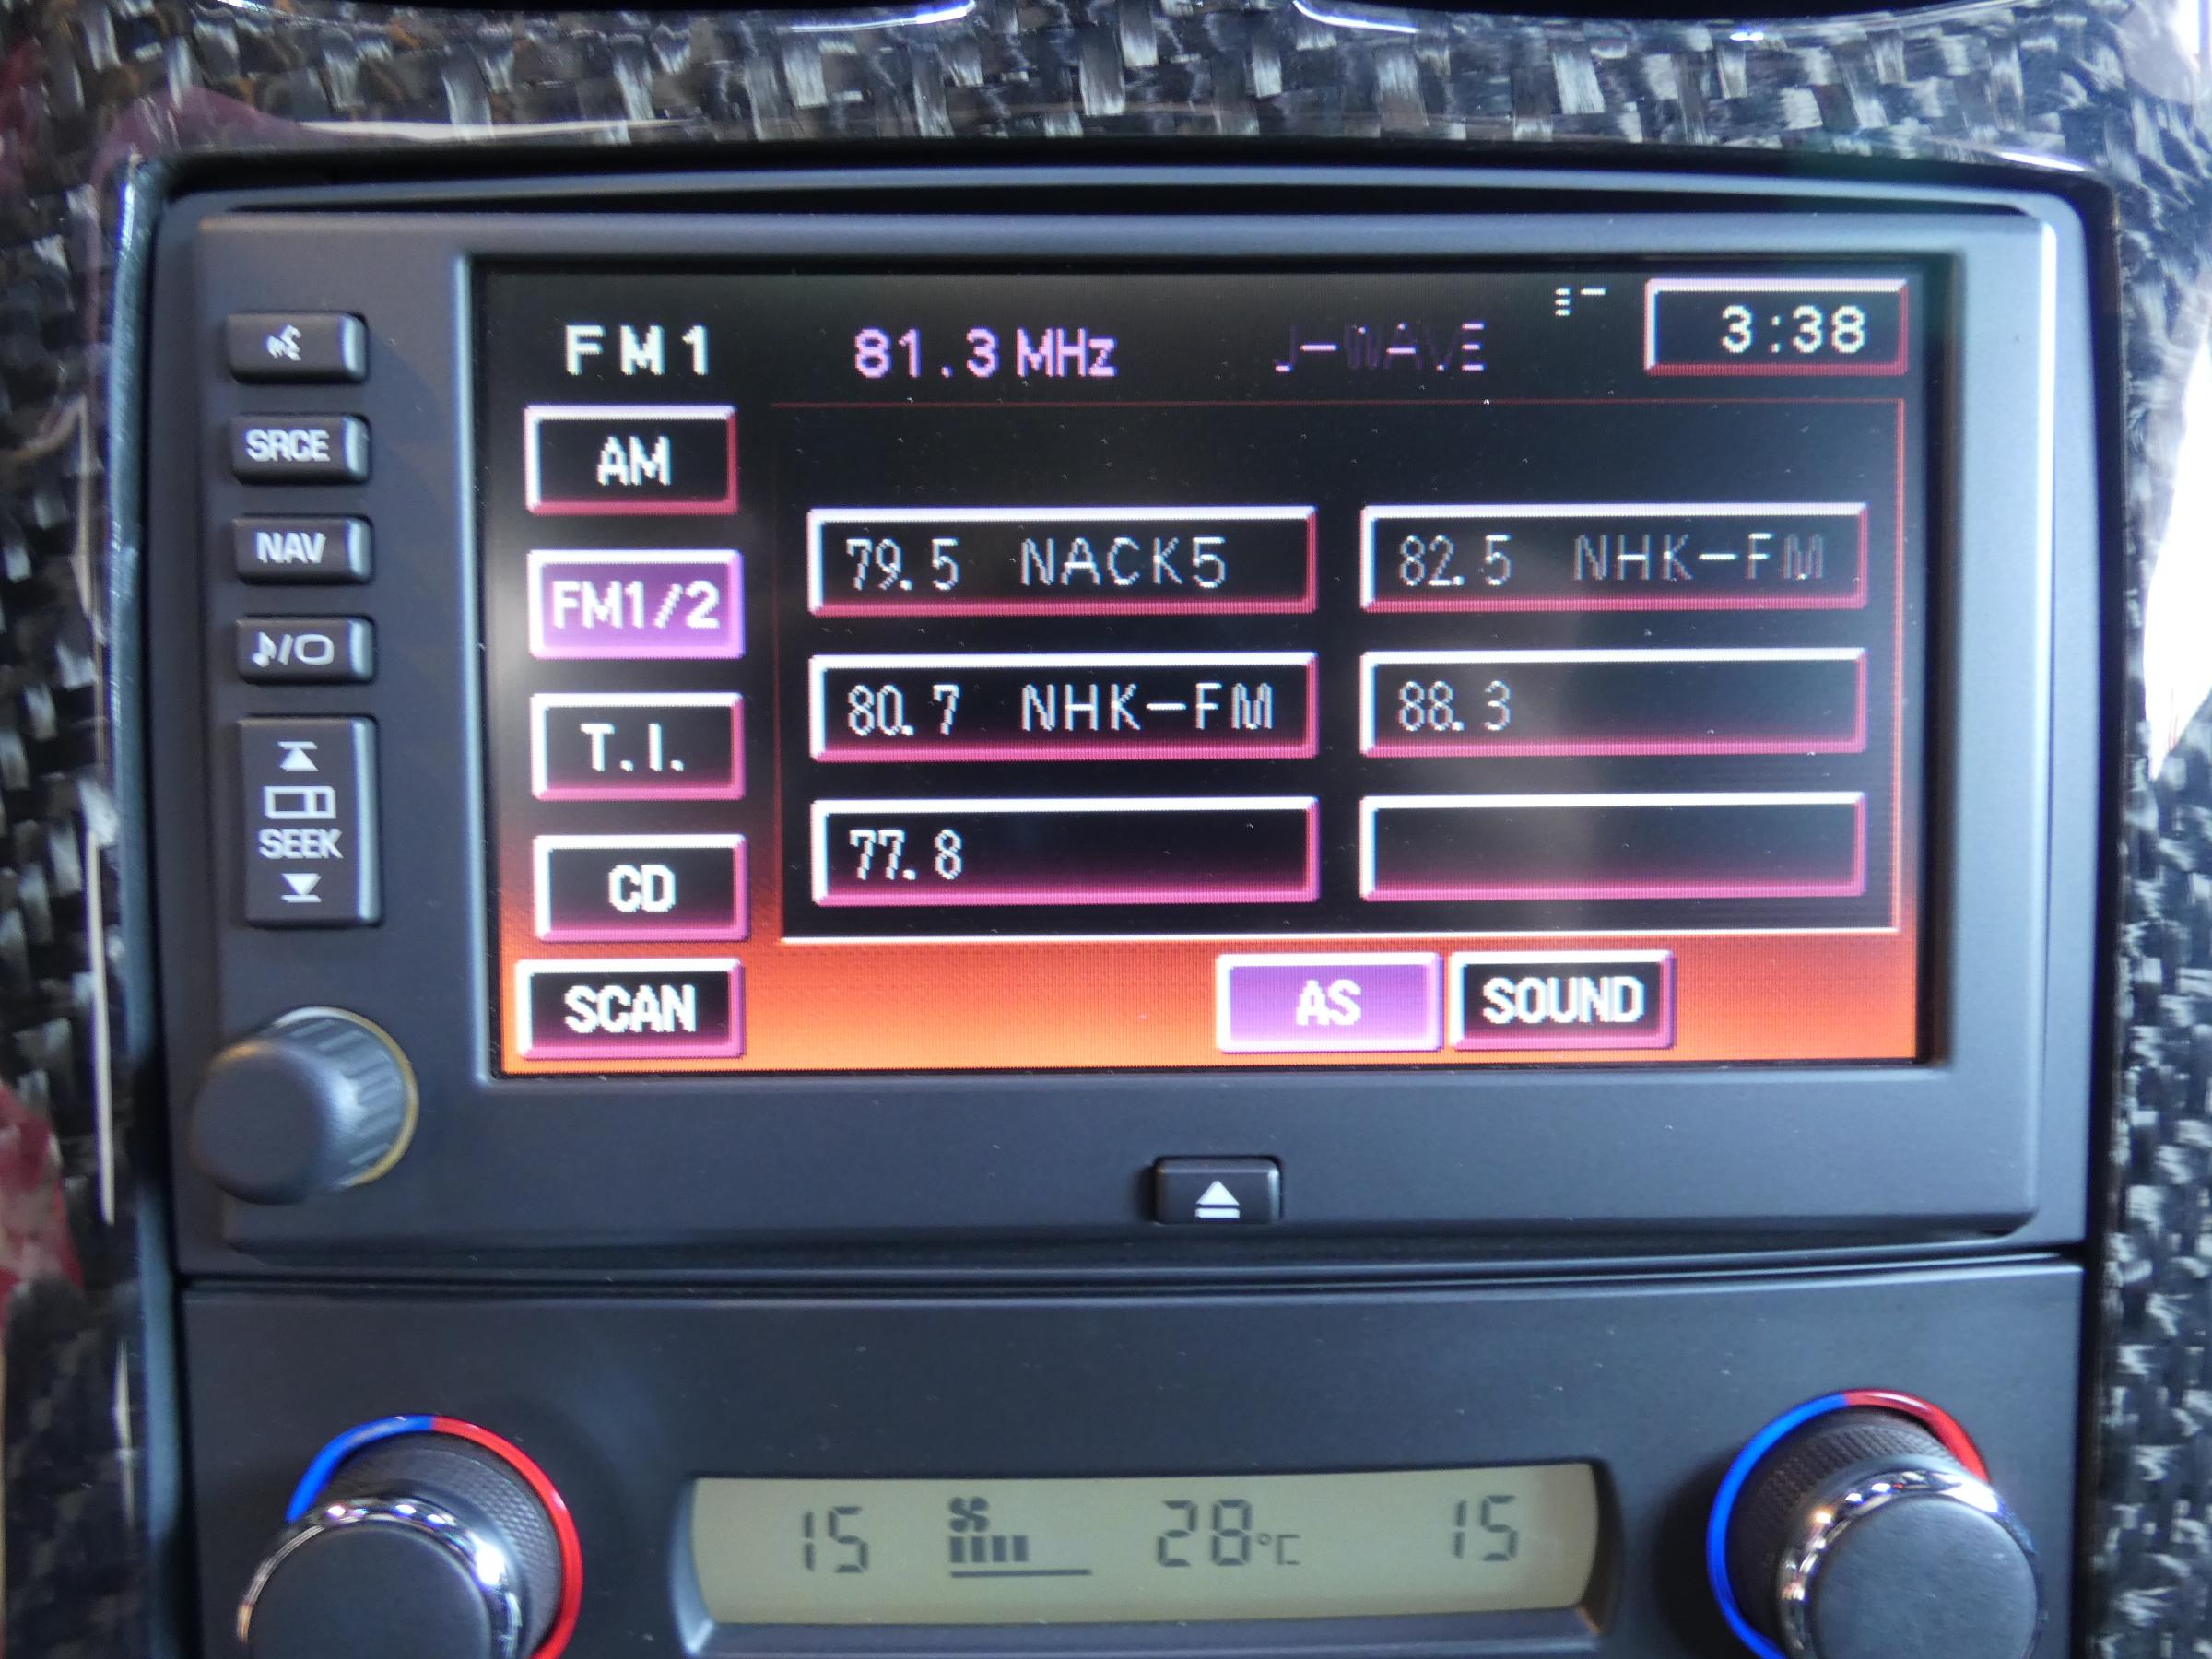 FM1 81.3 MHz J-WAVE 3:38
SRCE
NAV
SEEK
AM
FM1/2
T.I.
CD
SCAN
79.5 NACK5
82.5 NHK-FM
80.7 NHK-FM
88.3
77.8
AS
SOUND
15 28°C 15